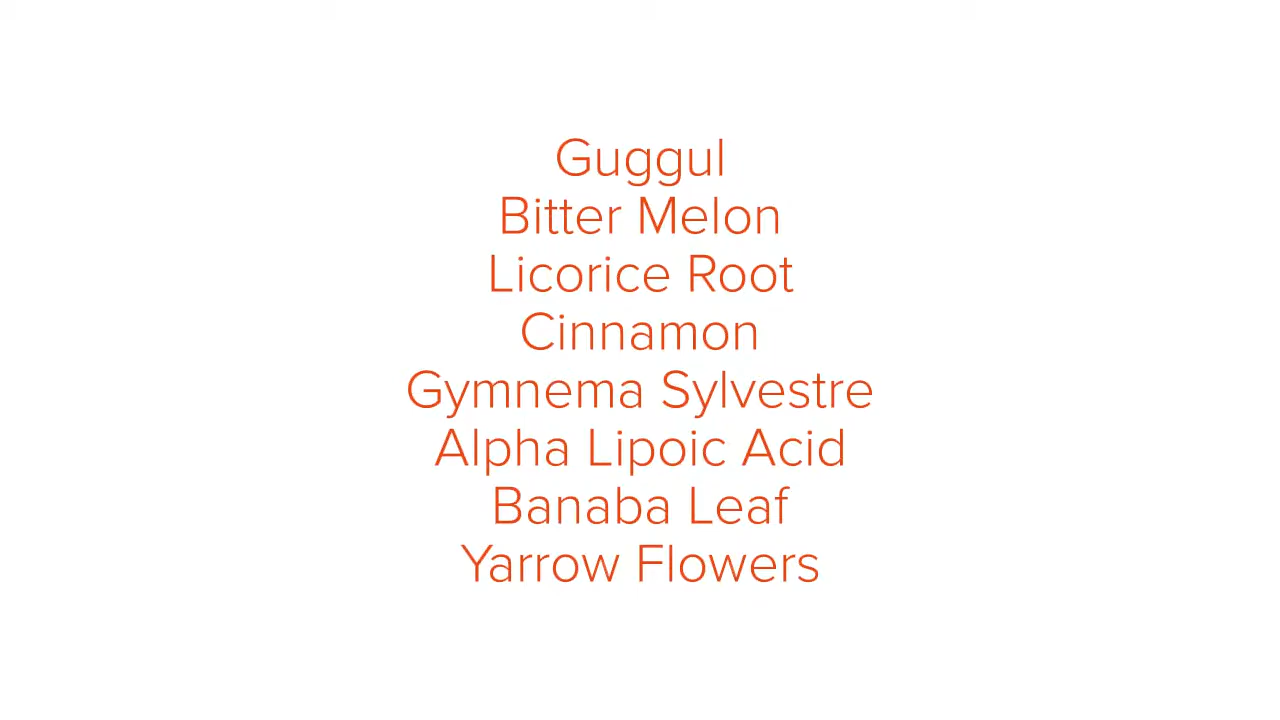 Guggul
Bitter Melon
Licorice Root
Cinnamon
Gymnema Sylvestre
Alpha Lipoic Acid
Banaba Leaf
Yarrow Flowers